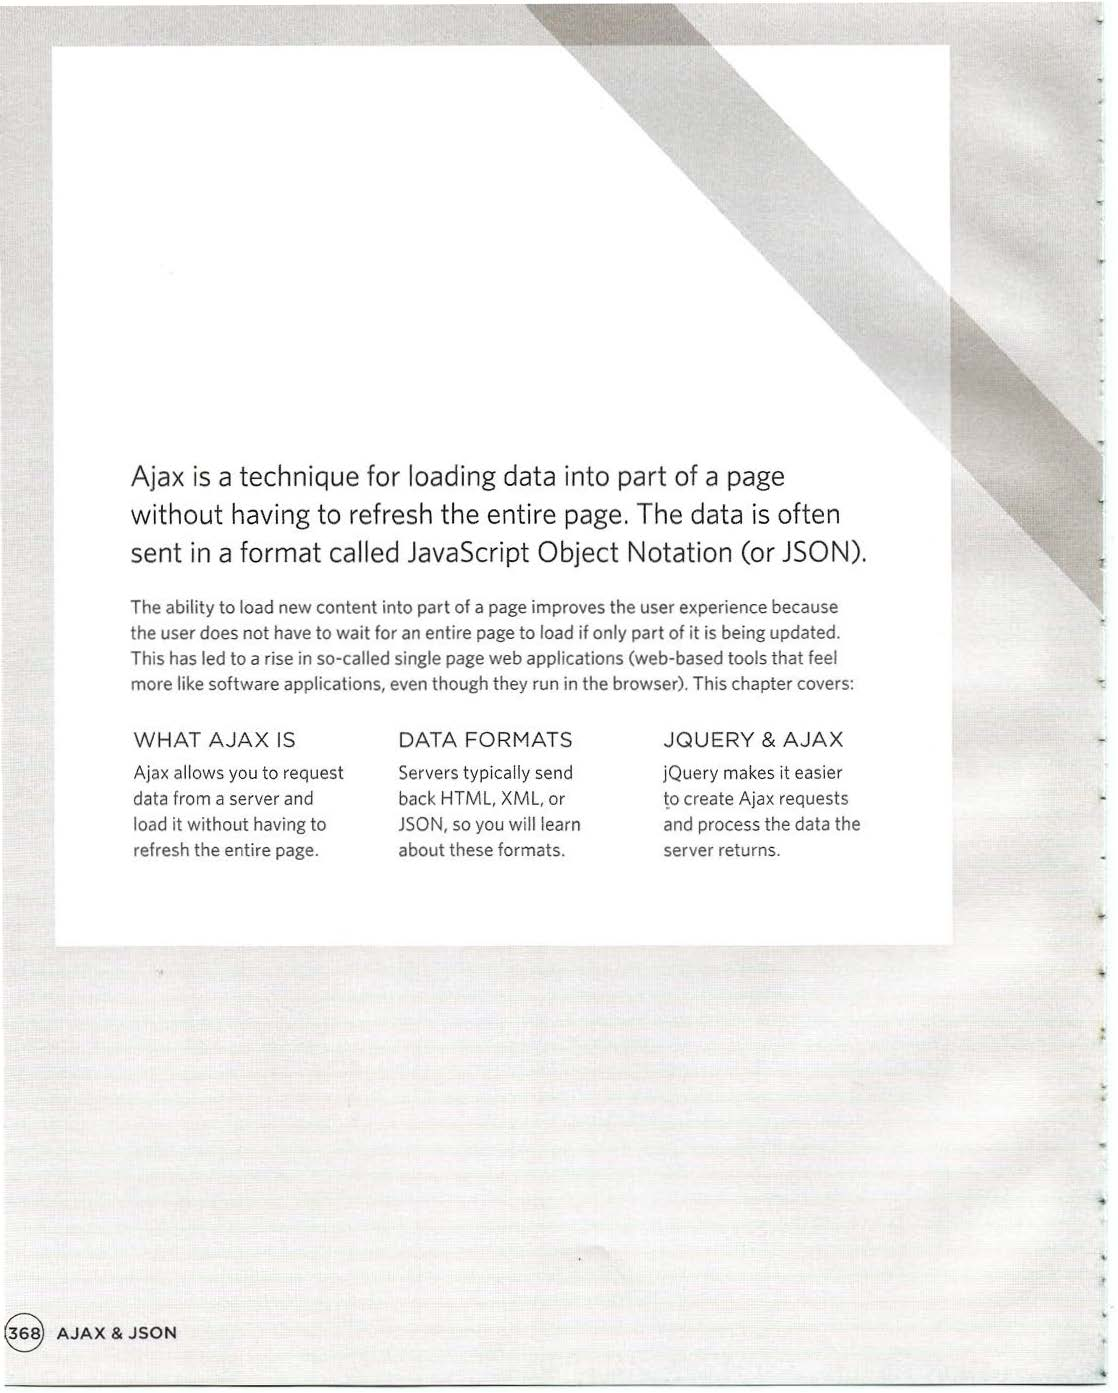 Ajax is a technique for loading data into part of a page
without having to refresh the entire page. The data is often
sent in a format called JavaScript Object Notation (or JSON).
The ability to load new content into part of a page improves the user experience because
the user does not have to wait for an entire page to load if only part of it is being updated.
This has led to a rise in so-called single page web applications (web-based tools that feel
more like software applications, even though they run in the browser). This chapter covers:
WHAT AJAX IS
Ajax allows you to request
data from a server and
load it without having to
refresh the entire page.
DATA FORMATS
Servers typically send
back HTML, XML, or
JSON, so you will learn
about these formats.
JQUERY & AJAX
jQuery makes it easier
to create Ajax requests
and process the data the
server returns.
368 AJAX & JSON